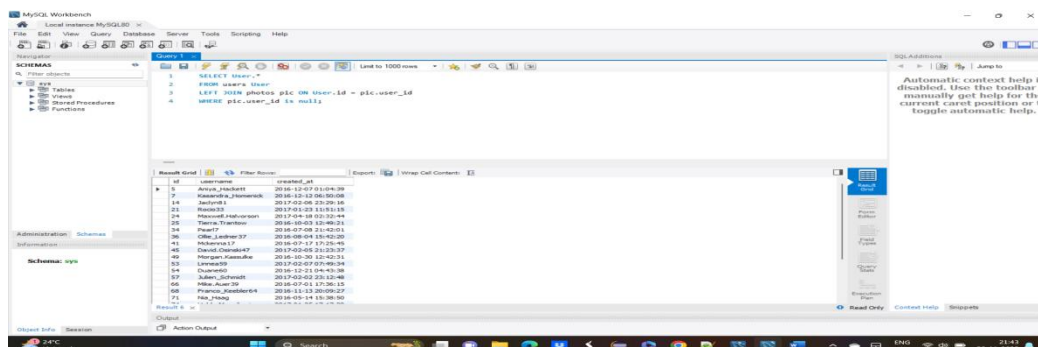 MySQL Workbench
Local instance MySQL80
File Edit View Query Database Server Tools Scripting Help
Navigator
SCHEMAS
Filter objects
sys
Tables
Views
Stored Procedures
Functions
Administration Schemas
Information
Schema: sys
Object Info Session
Query 1
Limit to 1000 rows
1 SELECT User.*
2 FROM users User
3 LEFT JOIN photos pic ON User.id = pic.user_id
4 WHERE pic.user_id is null;
Result Grid Filter Rows: Export: Wrap Cell Content:
id username created_at
5 Aniya_Hackett 2016-12-07 01:04:39
7 Kasandra_Homenick 2016-12-12 06:50:08
14 Jaclyn81 2017-02-06 23:29:16
21 Rocio33 2017-01-23 11:51:15
24 Maxwell.Halvorson 2017-04-18 02:32:44
25 Tierra.Trantow 2016-10-03 12:49:21
34 Pearl7 2016-07-08 21:42:01
36 Ollie_Ledner37 2016-08-04 15:42:20
41 Mckenna17 2016-07-17 17:25:45
45 David.Osinski47 2017-02-05 21:23:37
49 Morgan.Kassulke 2016-10-30 12:42:31
53 Linnea59 2017-02-07 07:49:34
54 Duane60 2016-12-21 04:43:38
57 Julien_Schmidt 2017-02-02 23:12:48
66 Mike.Auer39 2016-07-01 17:36:15
68 Franco_Keebler64 2016-11-13 20:09:27
71 Nia_Haag 2016-05-14 15:38:50
Result 6
Read Only
Result Grid
Form Editor
Field Types
Query Stats
Execution Plan
Output
Action Output
SQLAdditions
Jump to
Automatic context help i
disabled. Use the toolbar
manually get help for th
current caret position or t
toggle automatic help.
Context Help Snippets
24°C
Search
ENG
21:43